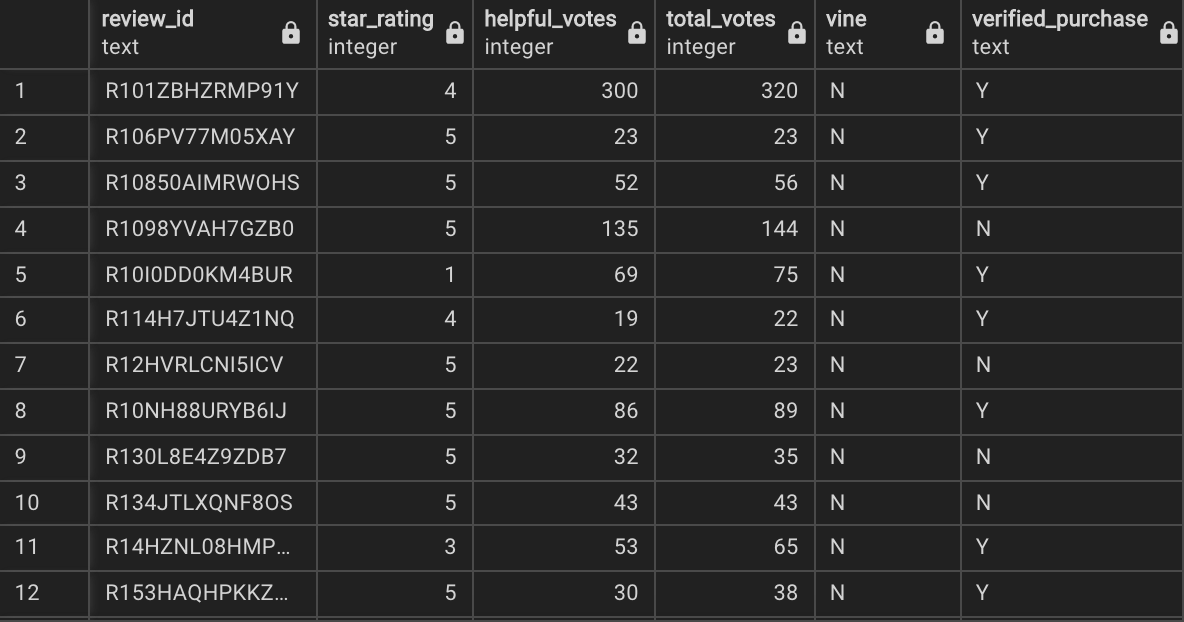 review_id star_rating helpful_votes total_votes vine verified_purchase
text integer integer integer text text
1 R101ZBHZRMP91Y 4 300 320 N Y
2 R106PV77M05XAY 5 23 23 N Y
3 R10850AIMRWOHS 5 52 56 N Y
4 R1098YVAH7GZB0 5 135 144 N N
5 R10I0DD0KM4BUR 1 69 75 N Y
6 R114H7JTU4Z1NQ 4 19 22 N Y
7 R12HVRLCNI5ICV 5 22 23 N N
8 R10NH88URYB6IJ 5 86 89 N Y
9 R130L8E4Z9ZDB7 5 32 35 N N
10 R134JTLXQNF8OS 5 43 43 N N
11 R14HZNL08HMP… 3 53 65 N Y
12 R153HAQHPKKZ… 5 30 38 N Y